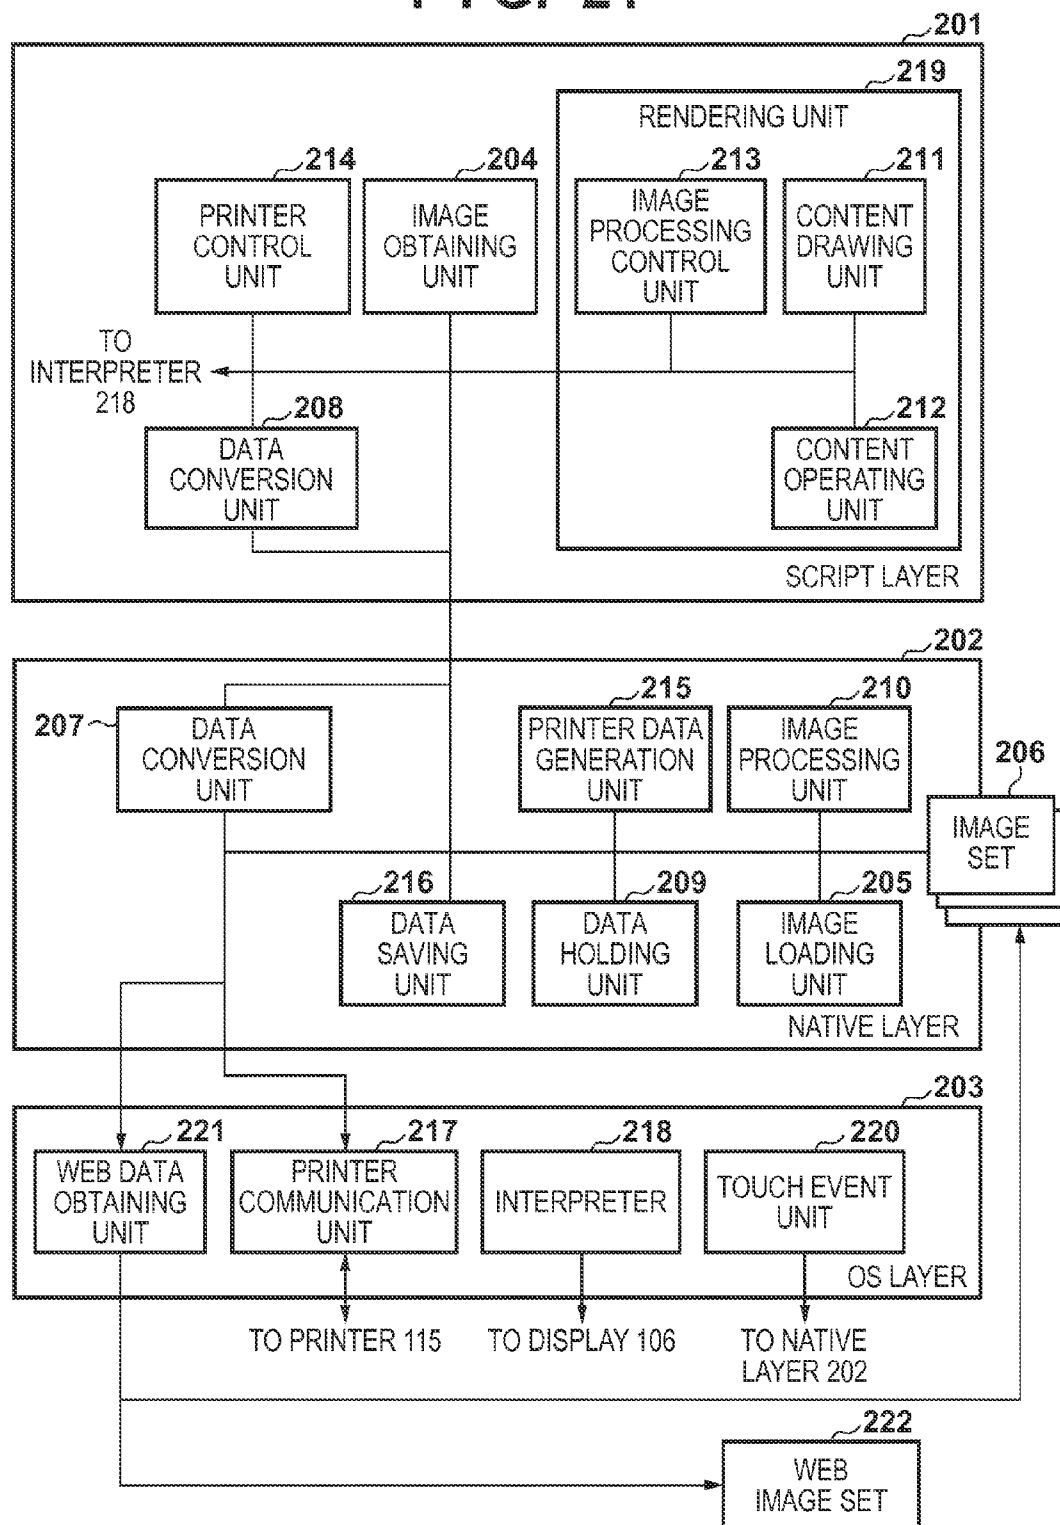 FIG. 21
201
219
RENDERING UNIT
214
204
213
211
PRINTER
CONTROL
UNIT
IMAGE
OBTAINING
UNIT
IMAGE
PROCESSING
CONTROL
UNIT
CONTENT
DRAWING
UNIT
TO
INTERPRETER
218
208
212
DATA
CONVERSION
UNIT
CONTENT
OPERATING
UNIT
SCRIPT LAYER
202
207
215
210
DATA
CONVERSION
UNIT
PRINTER DATA
GENERATION
UNIT
IMAGE
PROCESSING
UNIT
206
IMAGE
SET
216
209
205
DATA
SAVING
UNIT
DATA
HOLDING
UNIT
IMAGE
LOADING
UNIT
NATIVE LAYER
203
221
217
218
220
WEB DATA
OBTAINING
UNIT
PRINTER
COMMUNICATION
UNIT
INTERPRETER
TOUCH EVENT
UNIT
OS LAYER
TO PRINTER 115
TO DISPLAY 106
TO NATIVE
LAYER 202
222
WEB
IMAGE SET